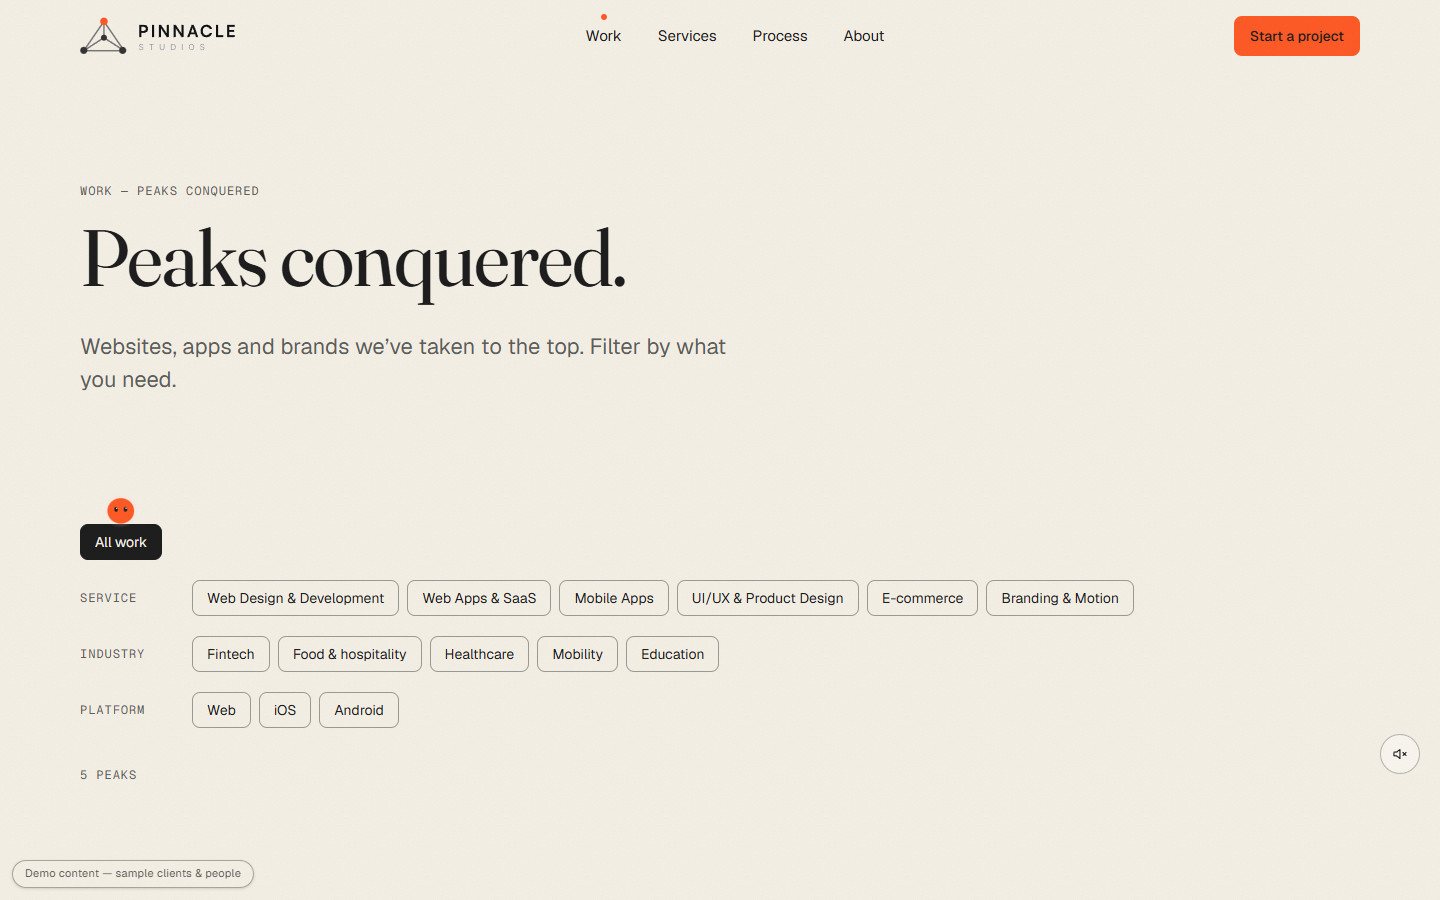 PINNACLE
STUDIOS
Work
Services
Process
About
Start a project
WORK — PEAKS CONQUERED
Peaks conquered.
Websites, apps and brands we’ve taken to the top. Filter by what
you need.
All work
SERVICE
Web Design & Development
Web Apps & SaaS
Mobile Apps
UI/UX & Product Design
E-commerce
Branding & Motion
INDUSTRY
Fintech
Food & hospitality
Healthcare
Mobility
Education
PLATFORM
Web
iOS
Android
5 PEAKS
Demo content — sample clients & people